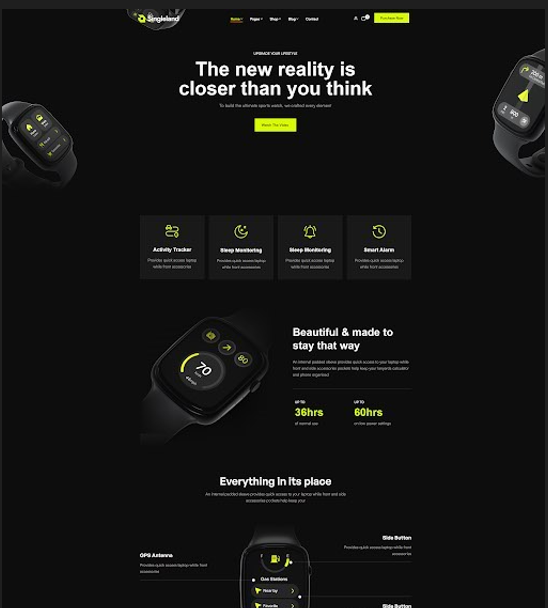 Singleland
Home Pages Shop Blog Contact
Purchase Now
UPGRADE YOUR LIFESTYLE
The new reality is
closer than you think
To build the ultimate sports watch, we crafted every element
Watch The Video
Activity Tracker
Provides quick access laptop
while front accessories
Sleep Monitoring
Provides quick access laptop
while front accessories
Sleep Monitoring
Provides quick access laptop
while front accessories
Smart Alarm
Provides quick access laptop
while front accessories
70
80
Beautiful & made to
stay that way
An internal padded sleeve provides quick access to your laptop while
front and side accessories pockets help keep your
and phone organised
UP TO
36hrs
of normal use
UP TO
60hrs
on low power settings
Everything in its place
An internal padded sleeve provides quick access to your laptop while front and side
accessories pockets help keep your
GPS Antenna
Provides quick access laptop while front
accessories
Side Button
Provides quick access laptop while front
accessories
Gas Stations
Nearby
Favorite
Side Button